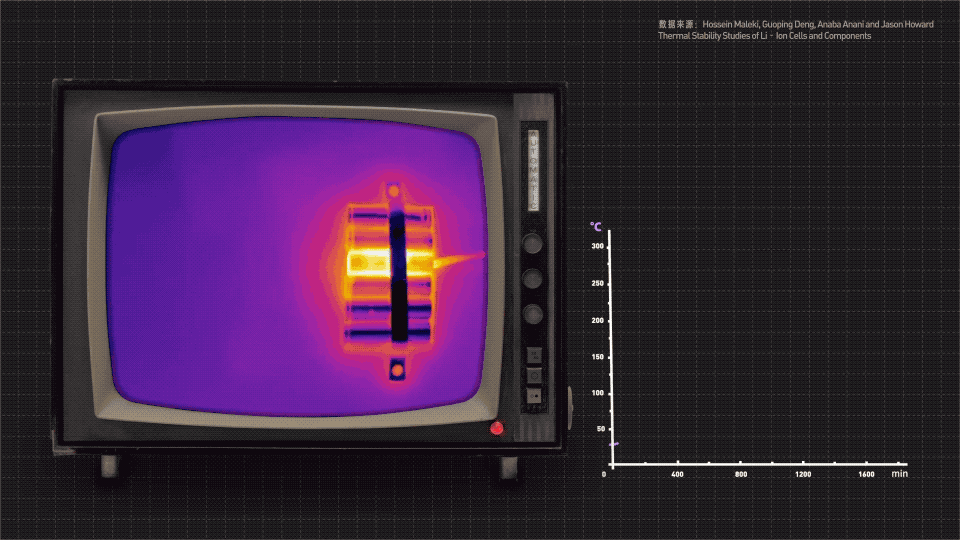 数据来源：Hossein Maleki, Guoping Deng, Anaba Anani and Jason Howard
Thermal Stability Studies of Li - Ion Cells and Components
AUTOMATIC
°C
300
250
200
150
100
50
0
400
800
1200
1600
min